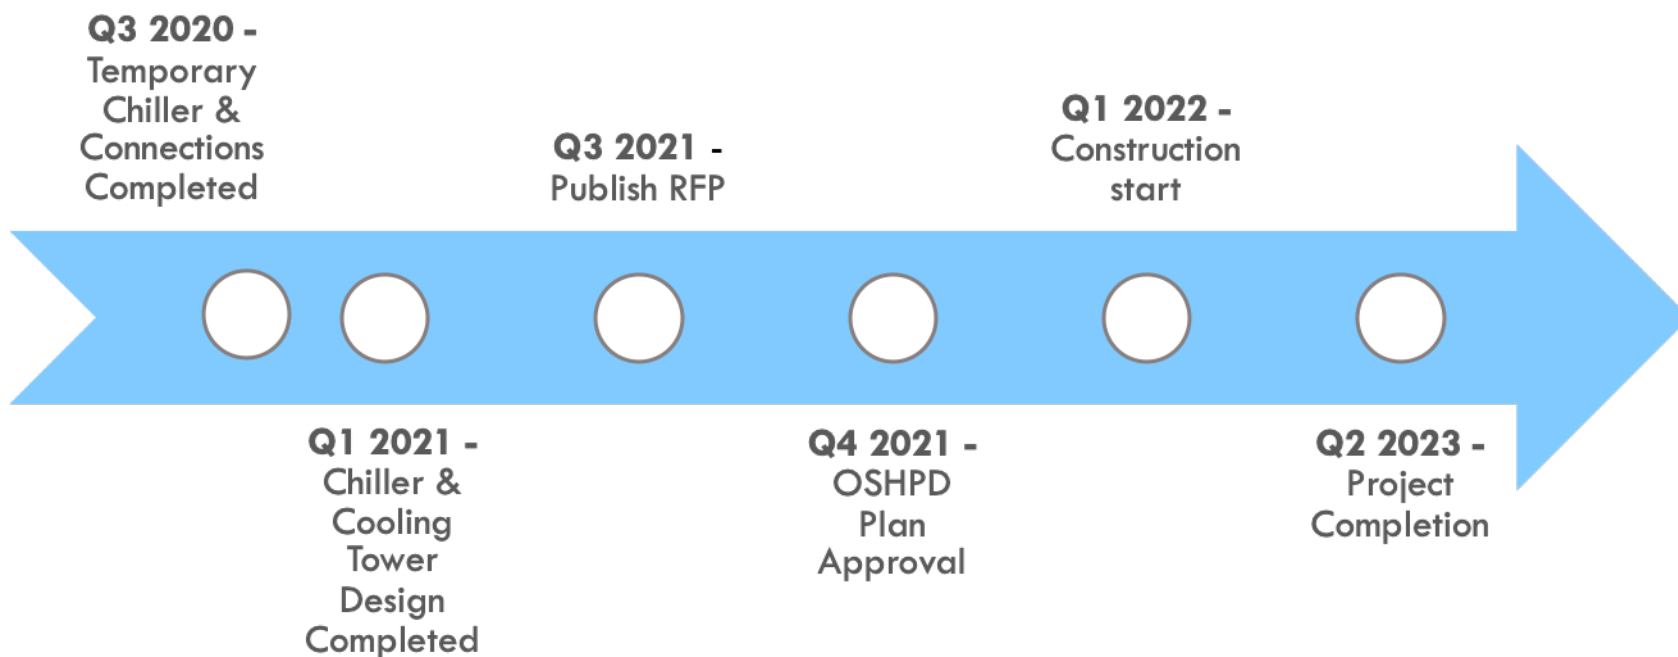 Q3 2020 -
Temporary
Chiller &
Connections
Completed
Q1 2021 -
Chiller &
Cooling
Tower
Design
Completed
Q3 2021 -
Publish RFP
Q4 2021 -
OSHPD
Plan
Approval
Q1 2022 -
Construction
start
Q2 2023 -
Project
Completion